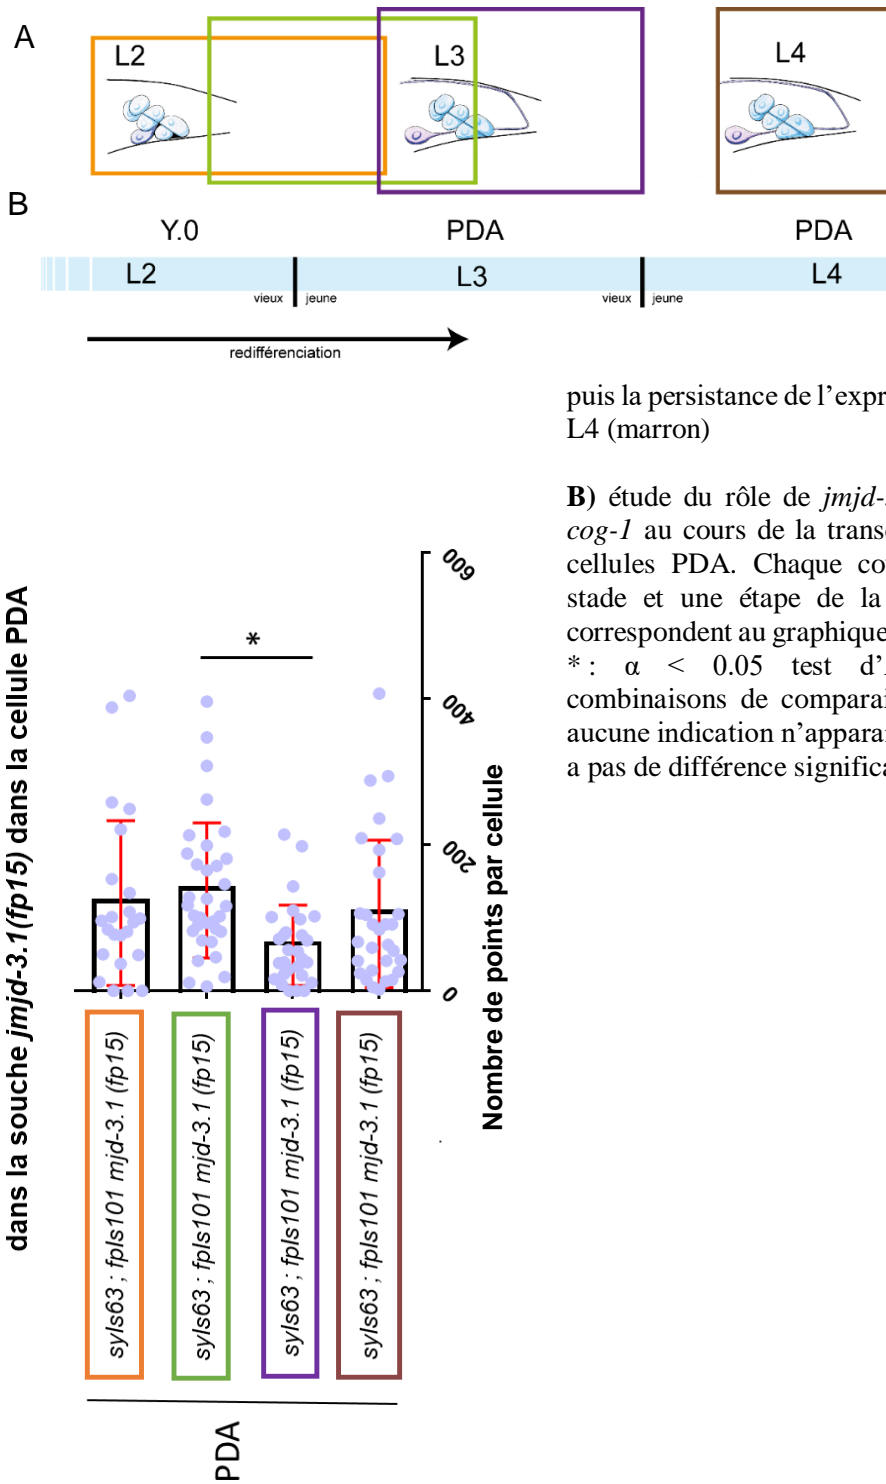 A
L2
L3
L4
B
Y.0
PDA
PDA
L2
L3
L4
vieux
jeune
vieux
jeune
redifférenciation
puis la persistance de l'expr
L4 (marron)
B) étude du rôle de jmjd-
cog-1 au cours de la transd
cellules PDA. Chaque cou
stade et une étape de la
correspondent au graphique
* : α < 0.05 test d'
combinaisons de comparai
aucune indication n'apparaî
a pas de différence significa
dans la souche jmjd-3.1(fp15) dans la cellule PDA
*
600
400
200
0
Nombre de points par cellule
syIs63 ; fpIs101 mjd-3.1 (fp15)
syIs63 ; fpIs101 mjd-3.1 (fp15)
syIs63 ; fpIs101 mjd-3.1 (fp15)
syIs63 ; fpIs101 mjd-3.1 (fp15)
PDA